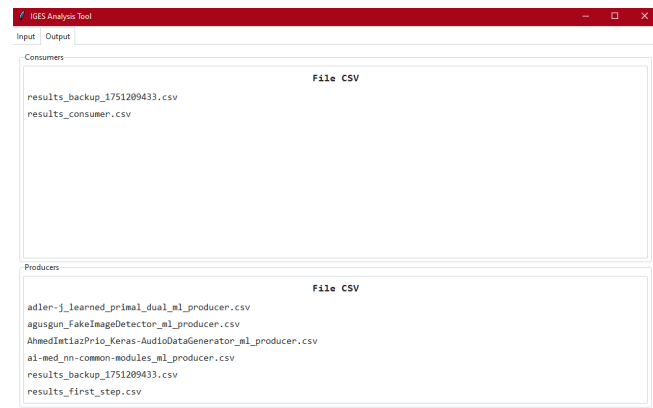 IGES Analysis Tool
Input Output
Consumers
File CSV
results_backup_1751209433.csv
results_consumer.csv
Producers
File CSV
adler-j_learned_primal_dual_ml_producer.csv
agusgun_FakeImageDetector_ml_producer.csv
AhmedImtiazPrio_Keras-AudioDataGenerator_ml_producer.csv
ai-med_nn-common-modules_ml_producer.csv
results_backup_1751209433.csv
results_first_step.csv